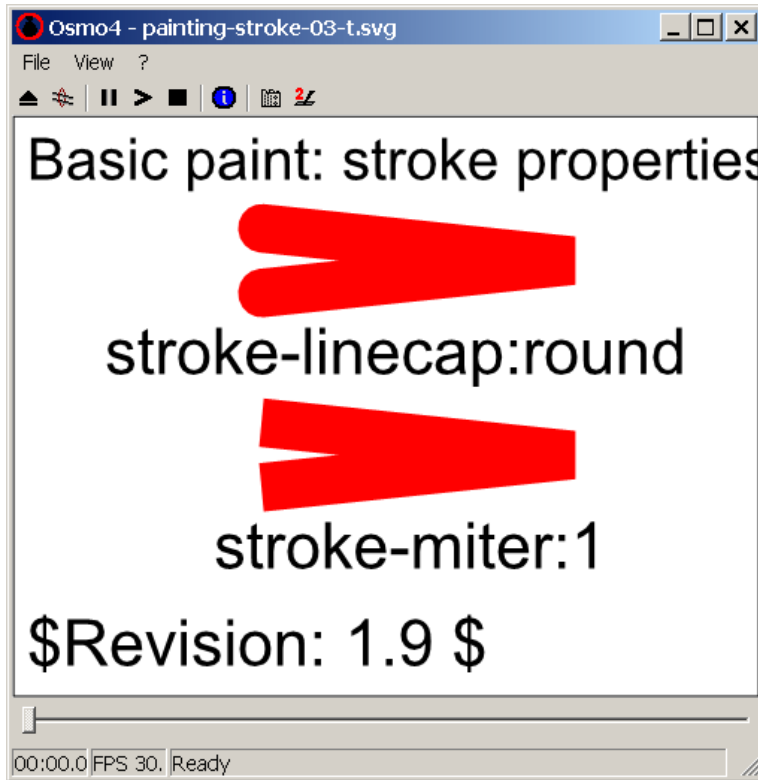 Osmo4 - painting-stroke-03-t.svg
File View ?
Basic paint: stroke properties
stroke-linecap:round
stroke-miter:1
$Revision: 1.9 $
00:00.0 FPS 30. Ready